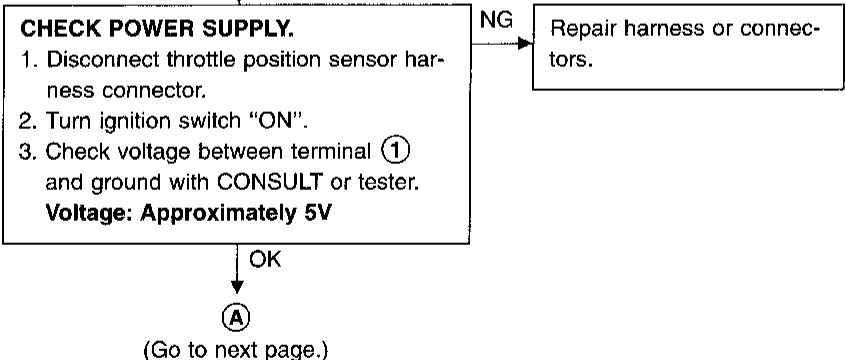 CHECK POWER SUPPLY.
1. Disconnect throttle position sensor har-
ness connector.
2. Turn ignition switch “ON”.
3. Check voltage between terminal ①
and ground with CONSULT or tester.
Voltage: Approximately 5V
NG
Repair harness or connec-
tors.
OK
Ⓐ
(Go to next page.)